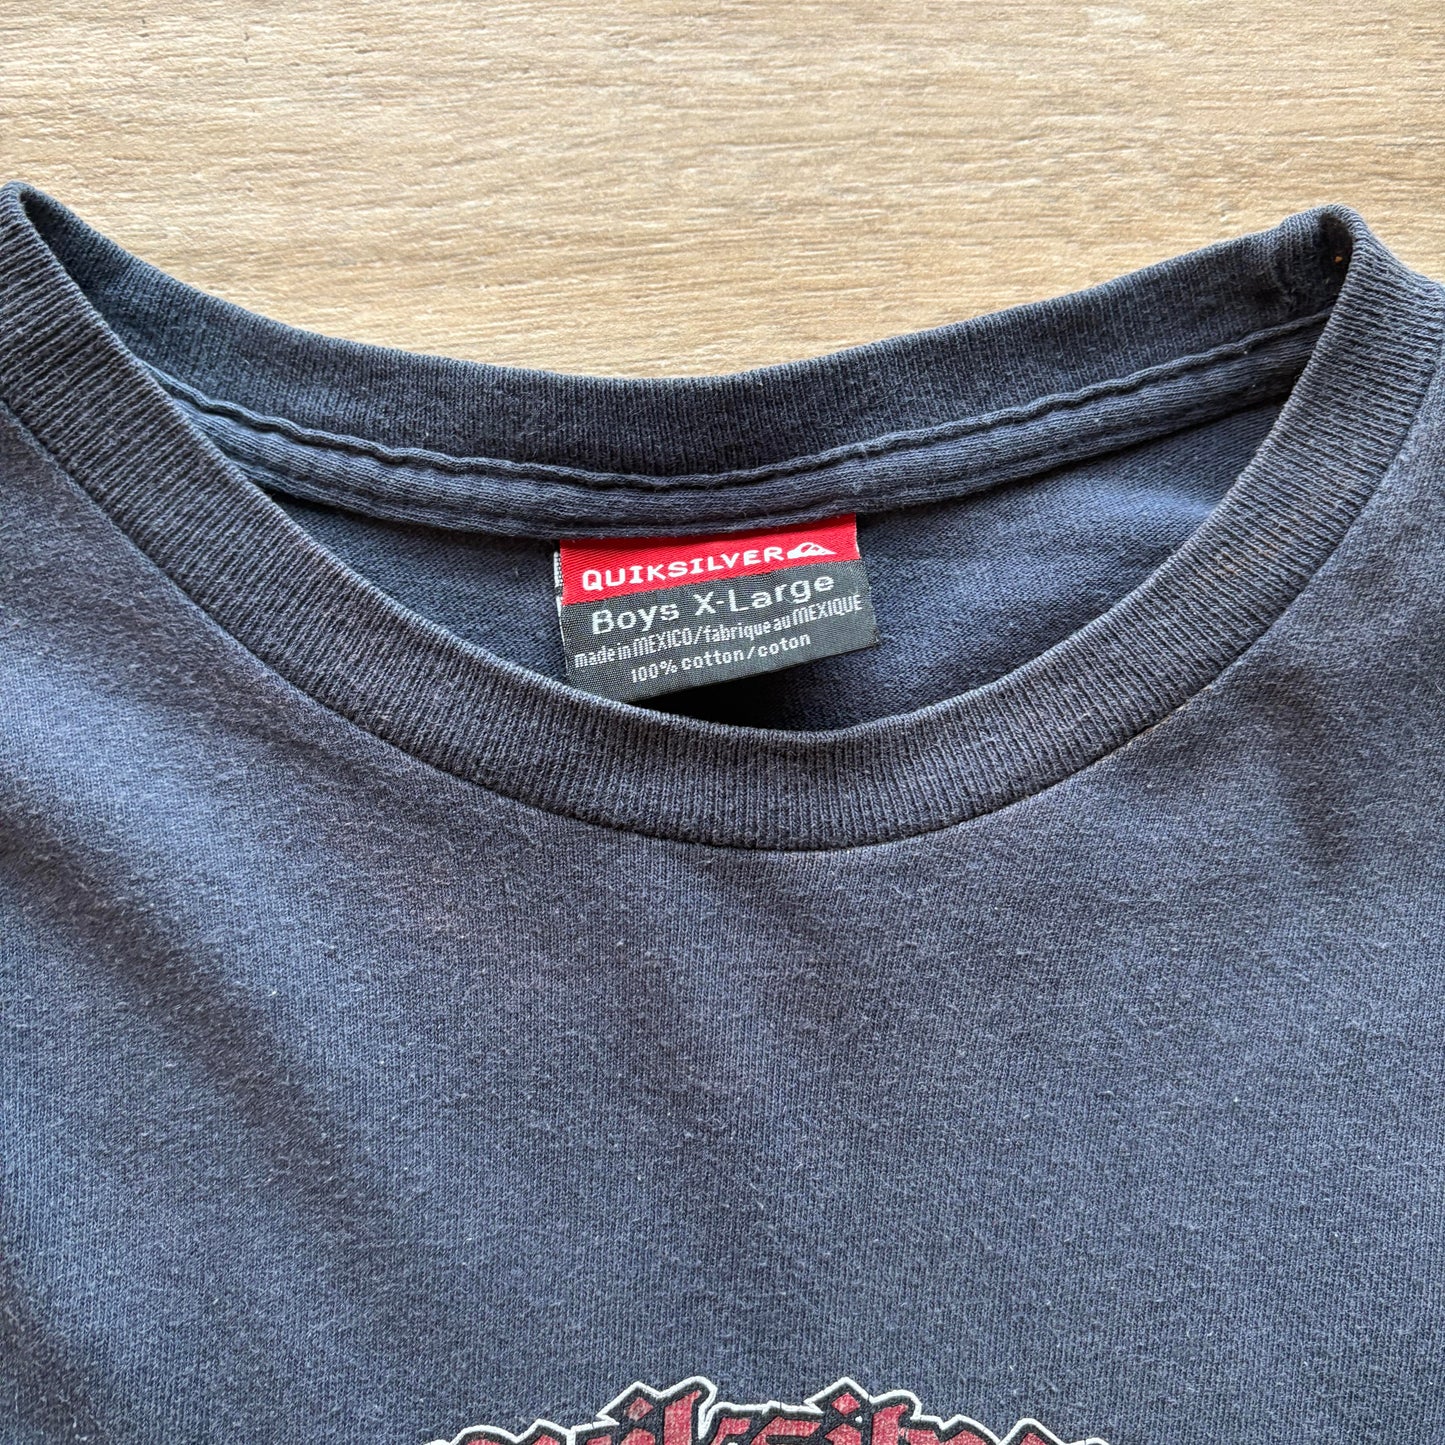 QUIKSILVER
Boys X-Large
made in MEXICO/fabrique au MEXIQUE
100% cotton/coton